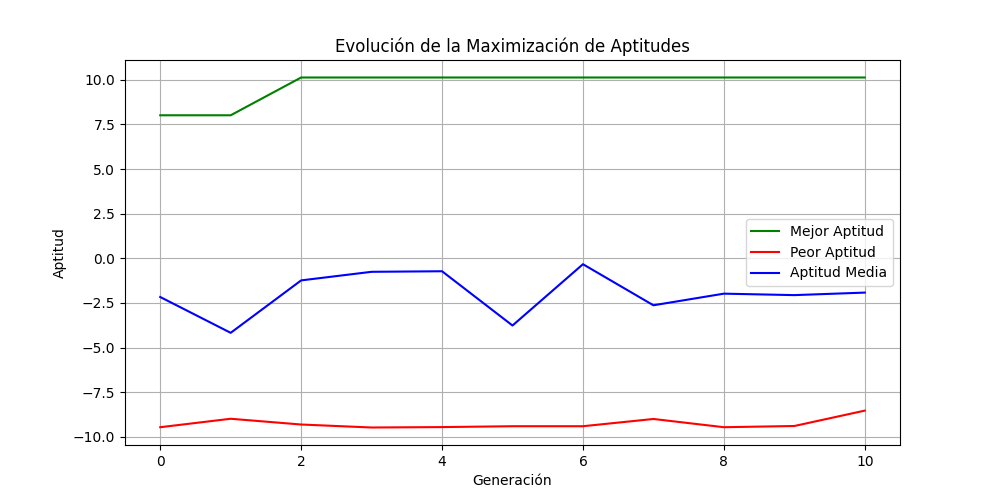 Evolución de la Maximización de Aptitudes
Aptitud
10.0
7.5
5.0
2.5
0.0
−2.5
−5.0
−7.5
−10.0
Mejor Aptitud
Peor Aptitud
Aptitud Media
0 2 4 6 8 10
Generación